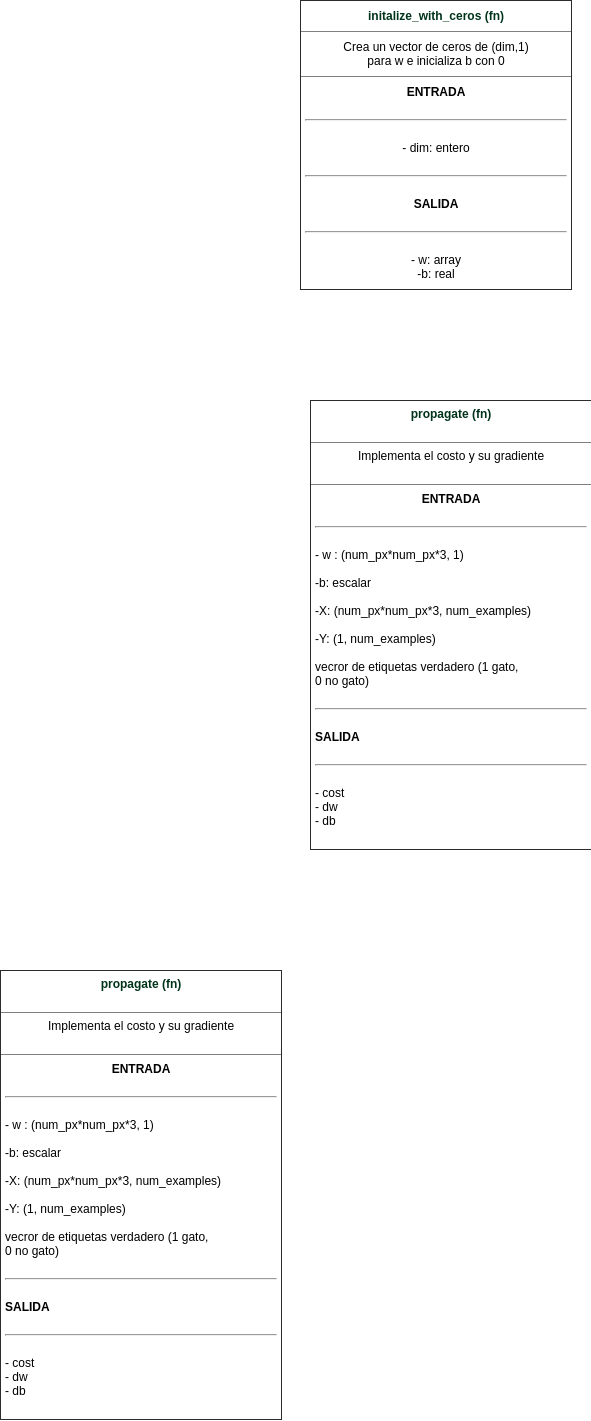 initalize_with_ceros (fn)
Crea un vector de ceros de (dim,1)
para w e inicializa b con 0
ENTRADA
- dim: entero
SALIDA
- w: array
-b: real
propagate (fn)
Implementa el costo y su gradiente
ENTRADA
- w : (num_px*num_px*3, 1)
-b: escalar
-X: (num_px*num_px*3, num_examples)
-Y: (1, num_examples)
vecror de etiquetas verdadero (1 gato,
0 no gato)
SALIDA
- cost
- dw
- db
propagate (fn)
Implementa el costo y su gradiente
ENTRADA
- w : (num_px*num_px*3, 1)
-b: escalar
-X: (num_px*num_px*3, num_examples)
-Y: (1, num_examples)
vecror de etiquetas verdadero (1 gato,
0 no gato)
SALIDA
- cost
- dw
- db